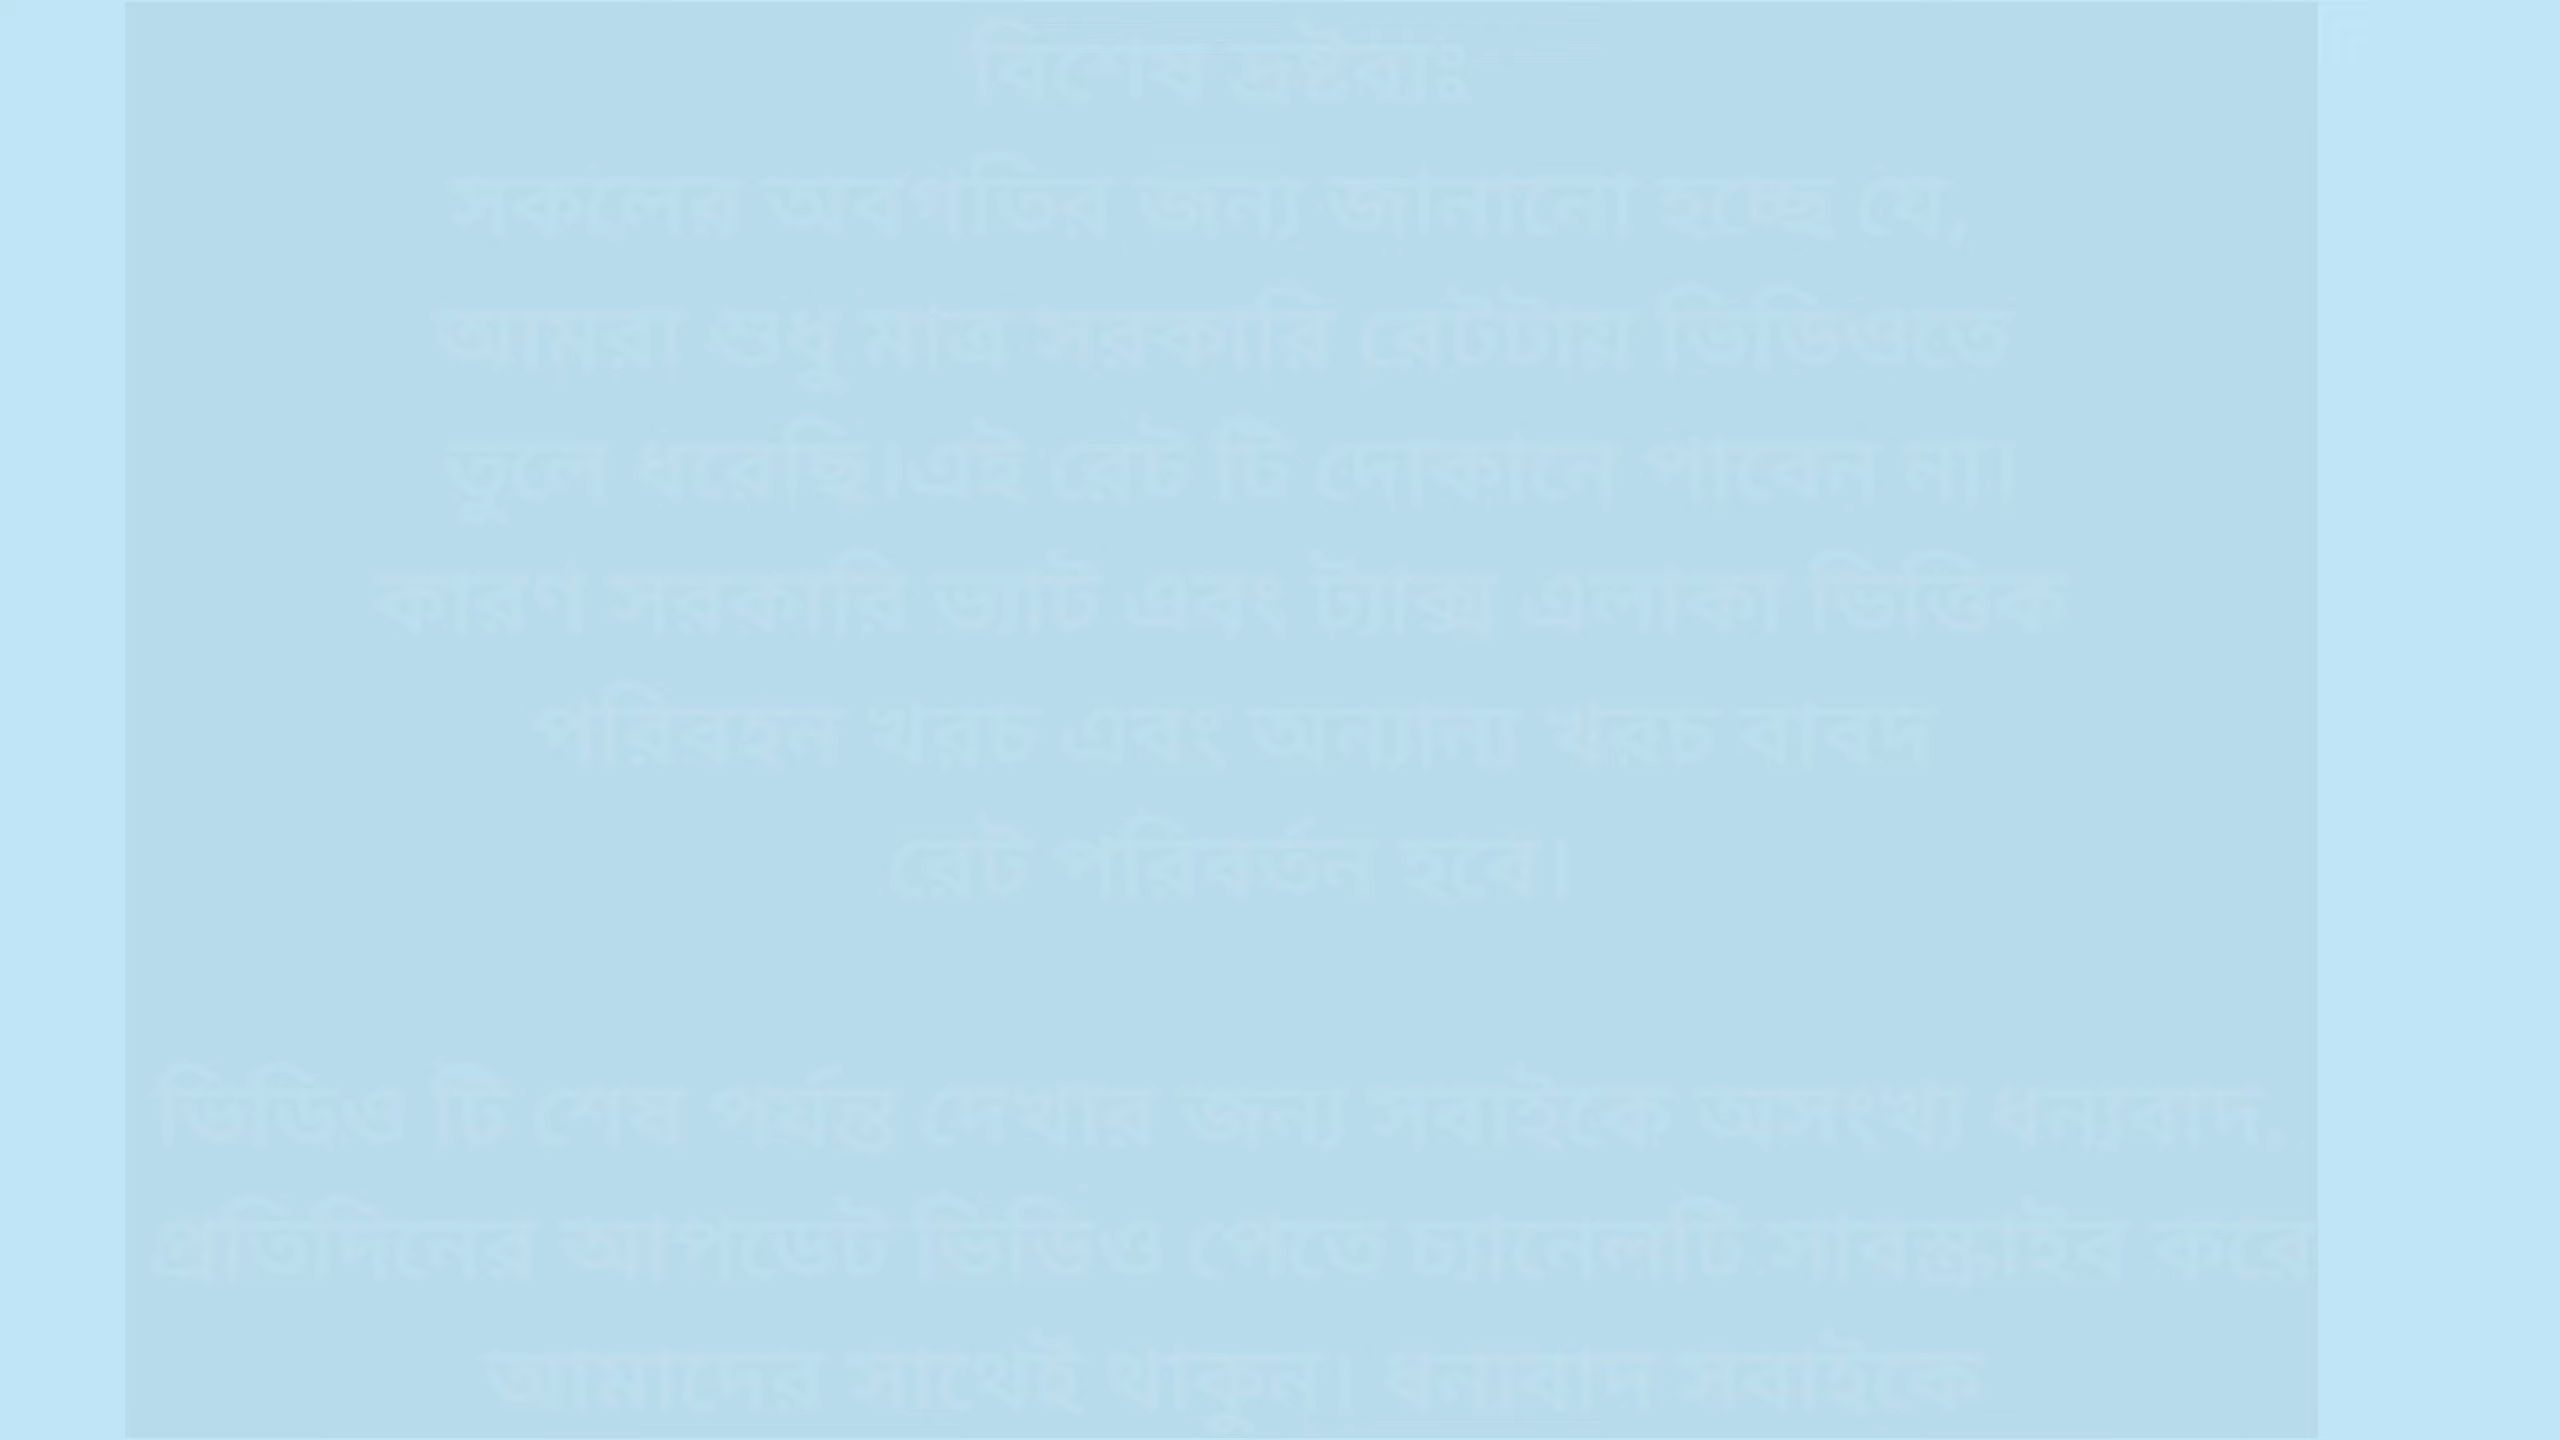 বিশেষ দ্রষ্টব্যঃ
সকলের অবগতির জন্য জানানো হচ্ছে যে,
আমরা শুধু মাত্র সরকারি রেটটায় ভিডিওতে
তুলে ধরেছি।এই রেট টি দোকানে পাবেন না।
কারণ সরকারি ভ্যাট এবং ট্যাক্স এলাকা ভিত্তিক
পরিবহন খরচ এবং অন্যান্য খরচ বাবদ
রেট পরিবর্তন হবে।
ভিডিও টি শেষ পর্যন্ত দেখার জন্য সবাইকে অসংখ্য ধন্যবাদ,
প্রতিদিনের আপডেট ভিডিও পেতে চ্যানেলটি সাবস্ক্রাইব করে
আমাদের সাথেই থাকুন। ধন্যবাদ সবাইকে